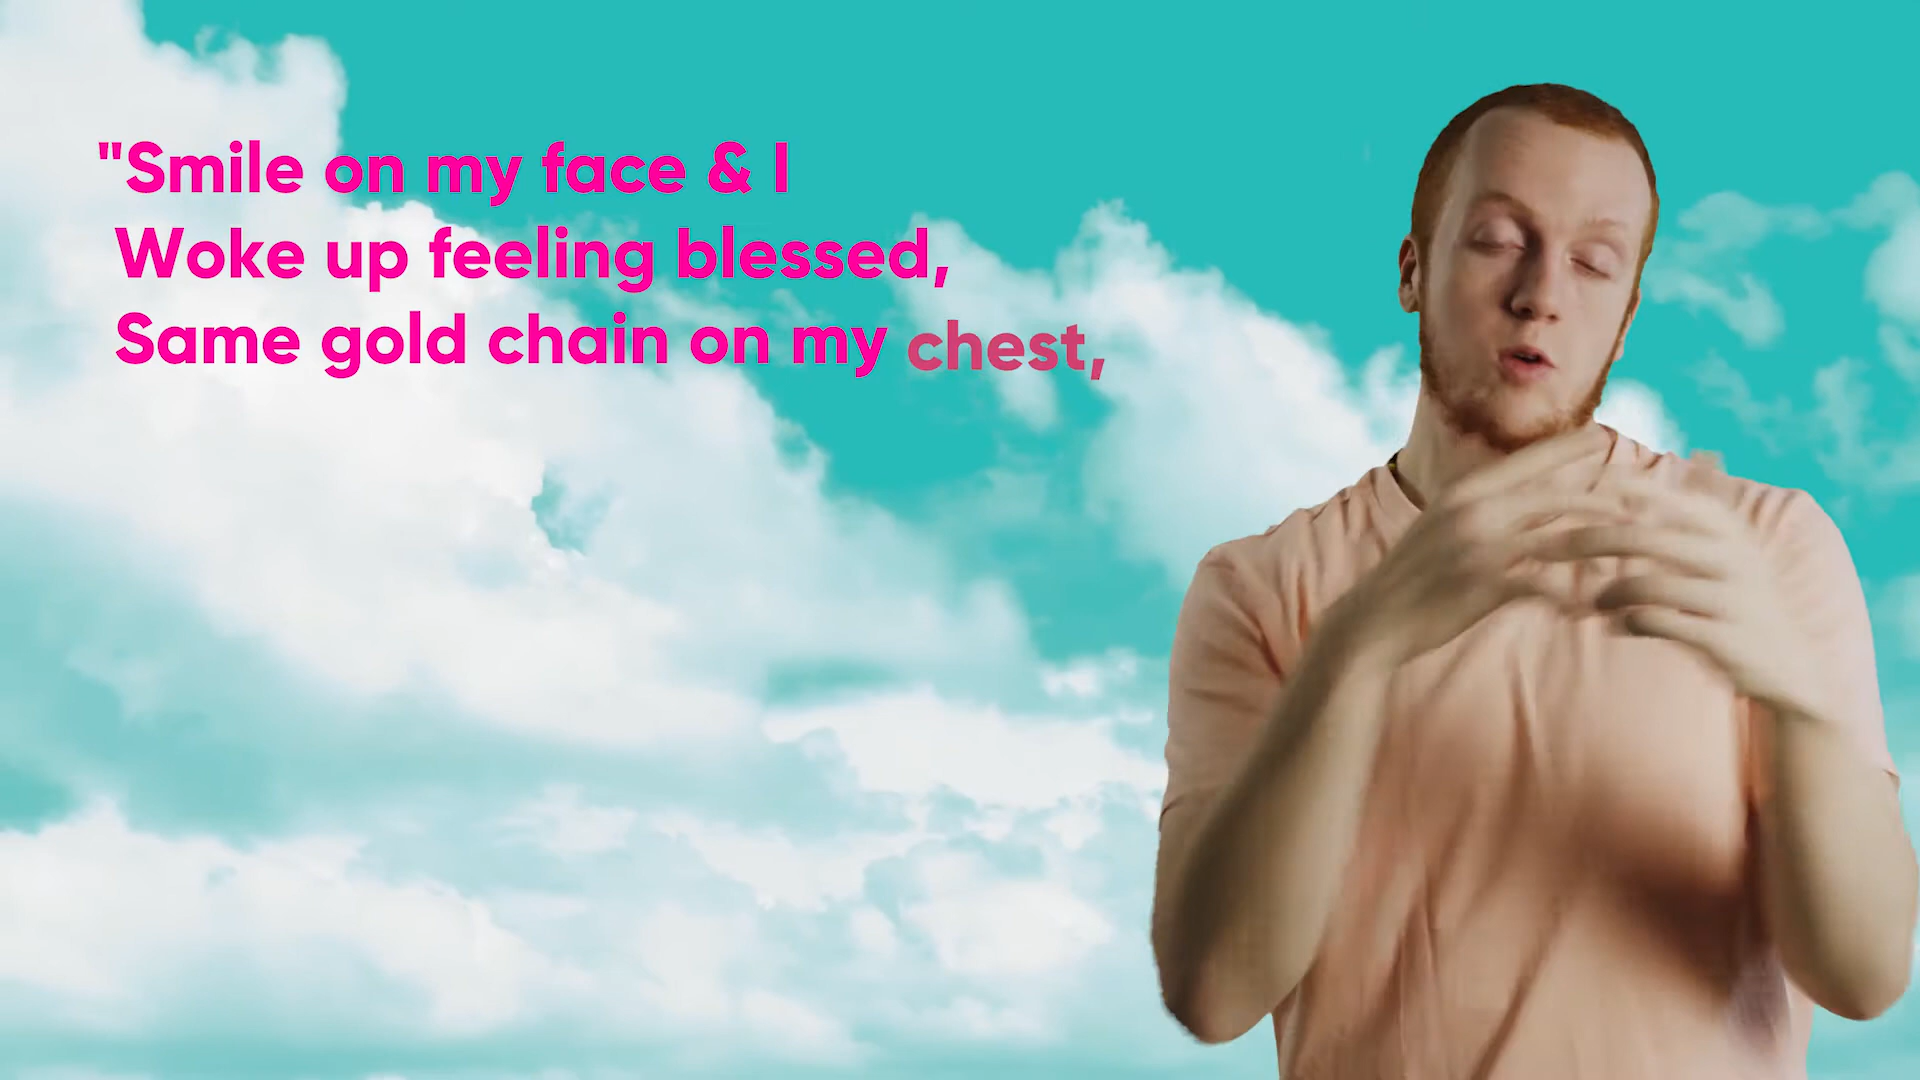 "Smile on my face & I
Woke up feeling blessed,
Same gold chain on my chest,